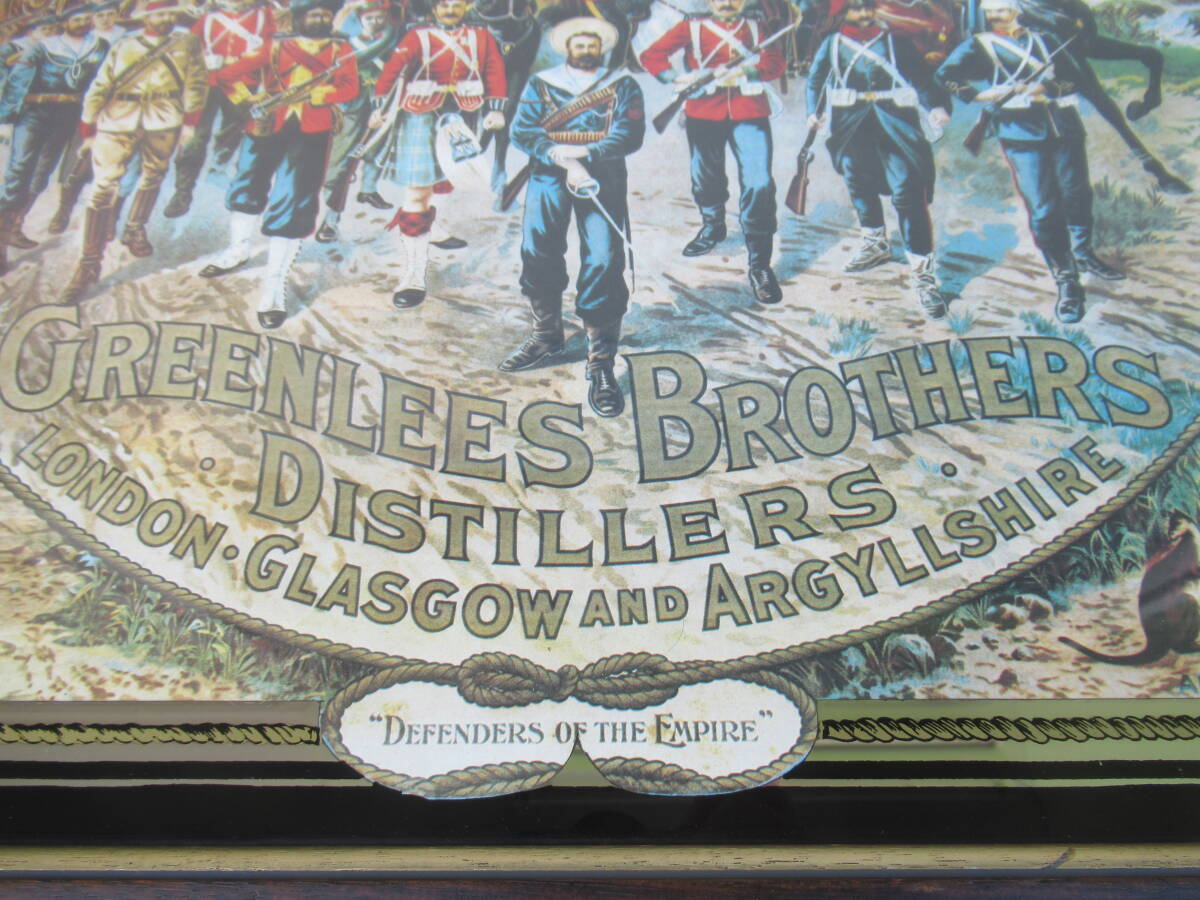 GREENLEES BROTHERS
· DISTILLERS ·
LONDON · GLASGOW AND ARGYLLSHIRE
"DEFENDERS OF THE EMPIRE"